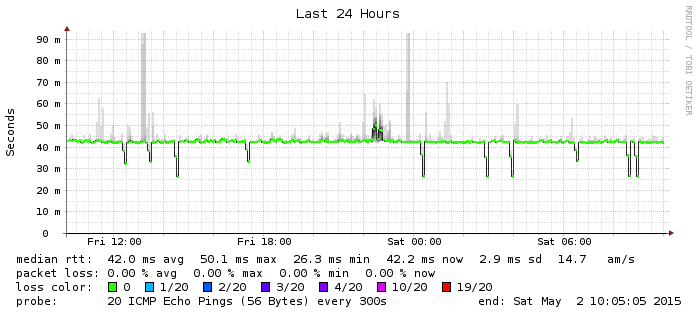 Last 24 Hours
RRDTOOL / TOBI OETIKER
Seconds
90 m
80 m
70 m
60 m
50 m
40 m
30 m
20 m
10 m
0
Fri 12:00 Fri 18:00 Sat 00:00 Sat 06:00
median rtt: 42.0 ms avg 50.1 ms max 26.3 ms min 42.2 ms now 2.9 ms sd 14.7 am/s
packet loss: 0.00 % avg 0.00 % max 0.00 % min 0.00 % now
loss color: 0 1/20 2/20 3/20 4/20 10/20 19/20
probe: 20 ICMP Echo Pings (56 Bytes) every 300s end: Sat May 2 10:05:05 2015